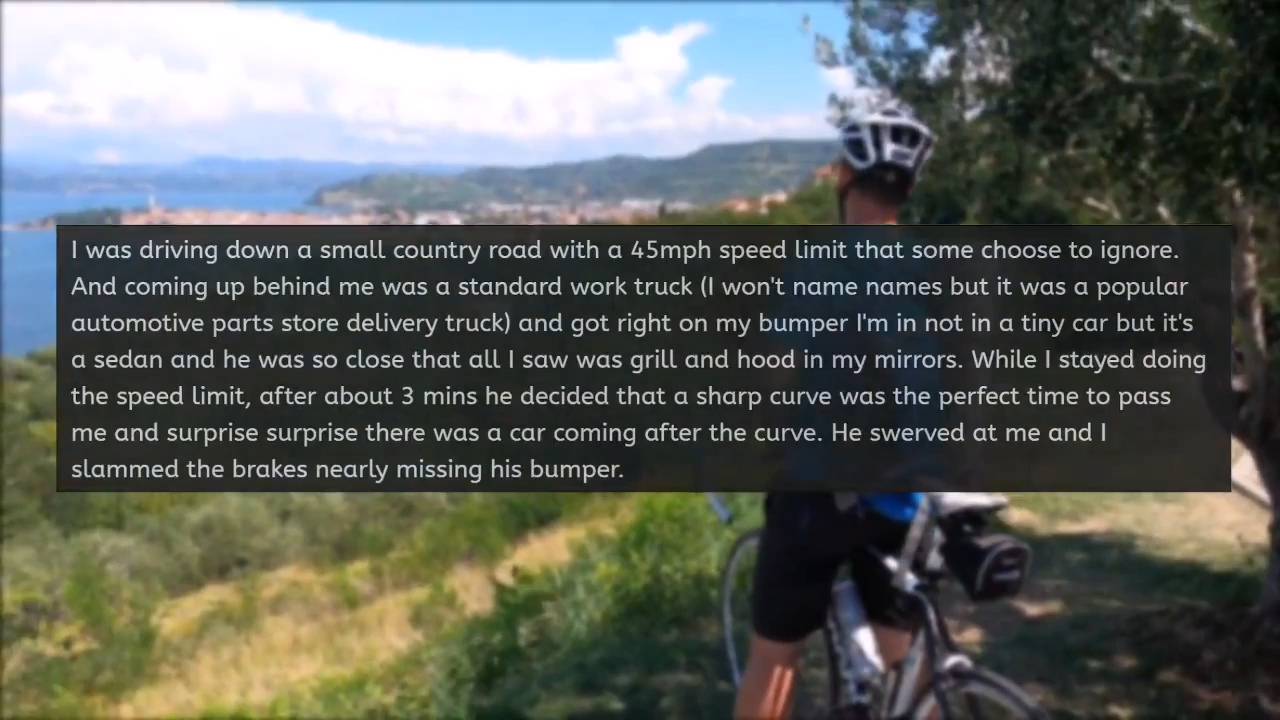 I was driving down a small country road with a 45mph speed limit that some choose to ignore.
And coming up behind me was a standard work truck (I won't name names but it was a popular
automotive parts store delivery truck) and got right on my bumper I'm in not in a tiny car but it's
a sedan and he was so close that all I saw was grill and hood in my mirrors. While I stayed doing
the speed limit, after about 3 mins he decided that a sharp curve was the perfect time to pass
me and surprise surprise there was a car coming after the curve. He swerved at me and I
slammed the brakes nearly missing his bumper.